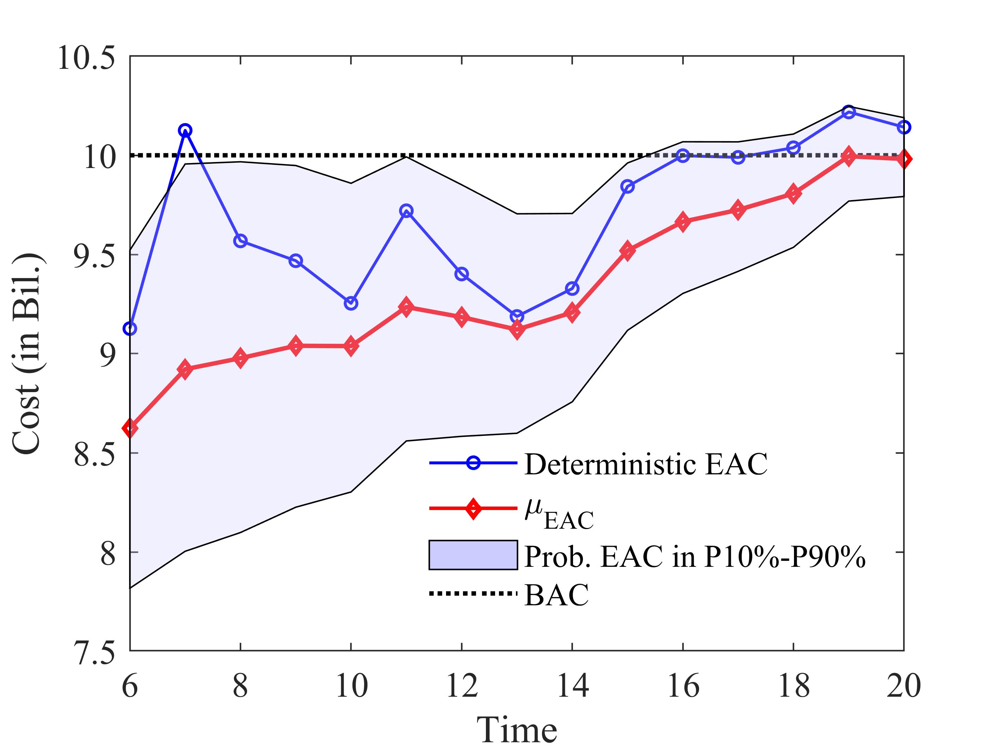 10.5
10
9.5
9
8.5
8
7.5
Cost (in Bil.)
Deterministic EAC
μEAC
Prob. EAC in P10%-P90%
BAC
6 8 10 12 14 16 18 20
Time